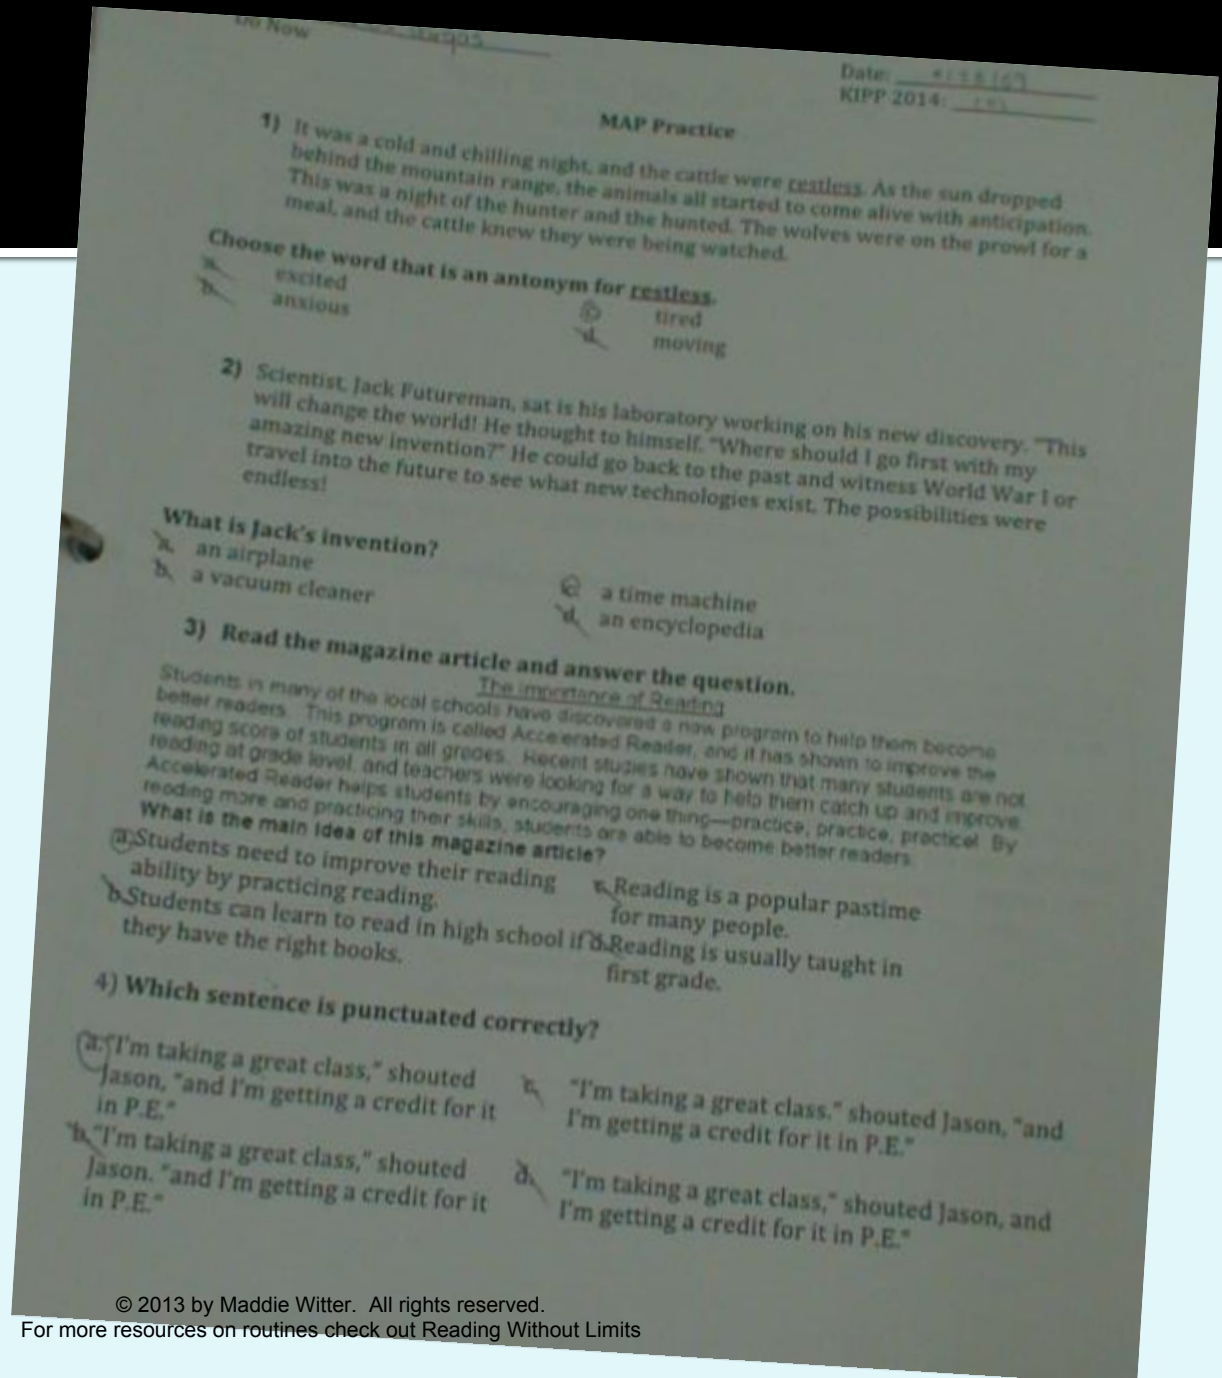 Do Now
Date:
KIPP 2014:
MAP Practice
1) It was a cold and chilling night, and the cattle were restless. As the sun dropped
behind the mountain range, the animals all started to come alive with anticipation.
This was a night of the hunter and the hunted. The wolves were on the prowl for a
meal, and the cattle knew they were being watched.
Choose the word that is an antonym for restless.
a. excited
b. anxious
c. tired
d. moving
2) Scientist, Jack Futureman, sat is his laboratory working on his new discovery. "This
will change the world! He thought to himself. "Where should I go first with my
amazing new invention?" He could go back to the past and witness World War I or
travel into the future to see what new technologies exist. The possibilities were
endless!
What is Jack's invention?
a. an airplane
b. a vacuum cleaner
c. a time machine
d. an encyclopedia
3) Read the magazine article and answer the question.
The Importance of Reading
Students in many of the local schools have discovered a new program to help them become
better readers. This program is called Accelerated Reader, and it has shown to improve the
reading score of students in all grades. Recent studies have shown that many students are not
reading at grade level, and teachers were looking for a way to help them catch up and improve.
Accelerated Reader helps students by encouraging one thing—practice, practice, practice! By
reading more and practicing their skills, students are able to become better readers.
What is the main idea of this magazine article?
a. Students need to improve their reading
ability by practicing reading.
b. Students can learn to read in high school if
they have the right books.
c. Reading is a popular pastime
for many people.
d. Reading is usually taught in
first grade.
4) Which sentence is punctuated correctly?
a. "I'm taking a great class," shouted
Jason, "and I'm getting a credit for it
in P.E."
b. "I'm taking a great class," shouted
Jason. "and I'm getting a credit for it
in P.E."
c. "I'm taking a great class." shouted Jason, "and
I'm getting a credit for it in P.E."
d. "I'm taking a great class," shouted Jason, and
I'm getting a credit for it in P.E."
© 2013 by Maddie Witter. All rights reserved.
For more resources on routines check out Reading Without Limits